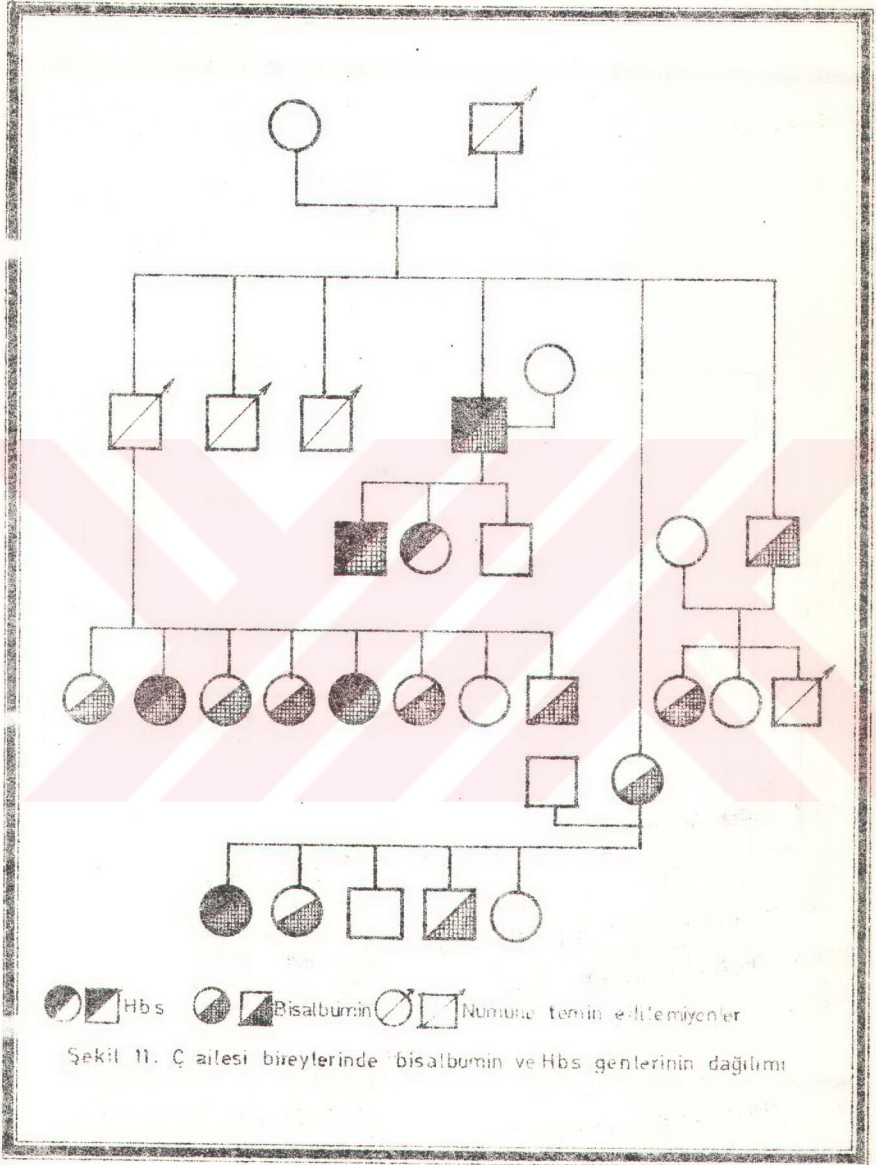 Hbs Bisalbumin Numune temin edilemiyenler
Şekil 11. Ç ailesi bireylerinde bisalbumin ve Hbs genlerinin dağılımı